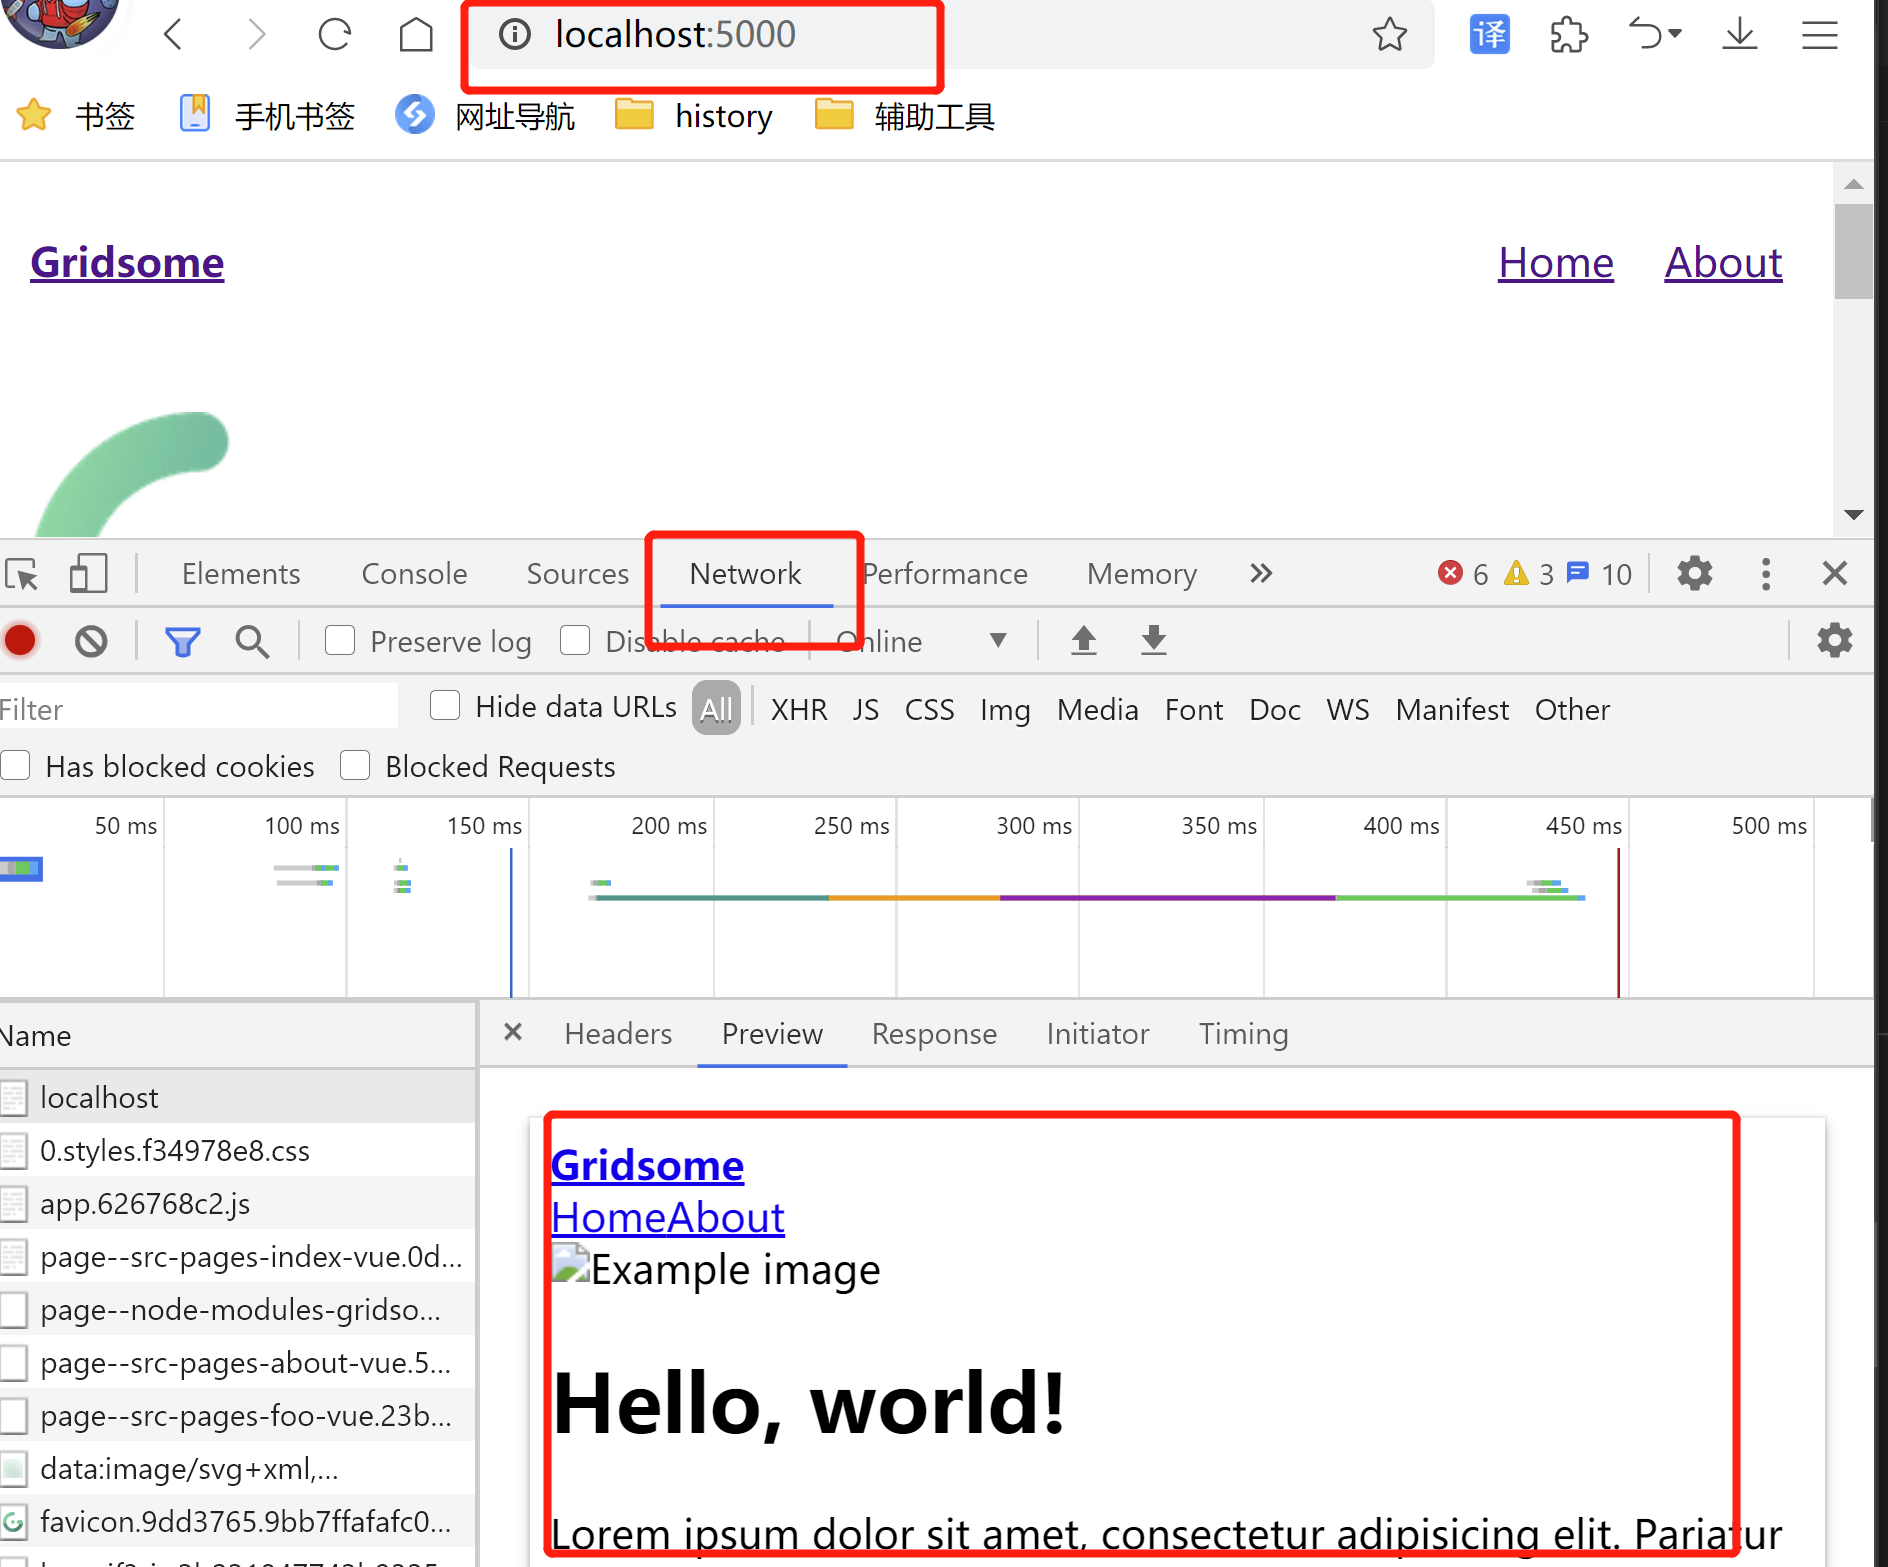 localhost:5000
译
书签 手机书签 网址导航 history 辅助工具
Gridsome Home About
Elements Console Sources Network Performance Memory 6 3 10
Preserve log Disable cache Online
Filter Hide data URLs All XHR JS CSS Img Media Font Doc WS Manifest Other
Has blocked cookies Blocked Requests
50 ms 100 ms 150 ms 200 ms 250 ms 300 ms 350 ms 400 ms 450 ms 500 ms
Name
Headers Preview Response Initiator Timing
localhost
0.styles.f34978e8.css
app.626768c2.js
page--src-pages-index-vue.0d...
page--node-modules-gridso...
page--src-pages-about-vue.5...
page--src-pages-foo-vue.23b...
data:image/svg+xml,...
favicon.9dd3765.9bb7ffafafc0...
Gridsome
HomeAbout
Example image
Hello, world!
Lorem ipsum dolor sit amet, consectetur adipisicing elit. Pariatur